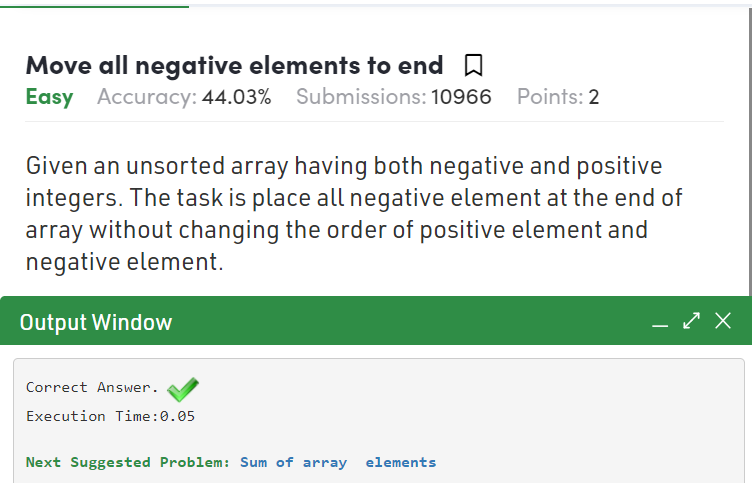 Move all negative elements to end
Easy Accuracy: 44.03% Submissions: 10966 Points: 2
Given an unsorted array having both negative and positive
integers. The task is place all negative element at the end of
array without changing the order of positive element and
negative element.
Output Window
Correct Answer.
Execution Time:0.05
Next Suggested Problem: Sum of array elements